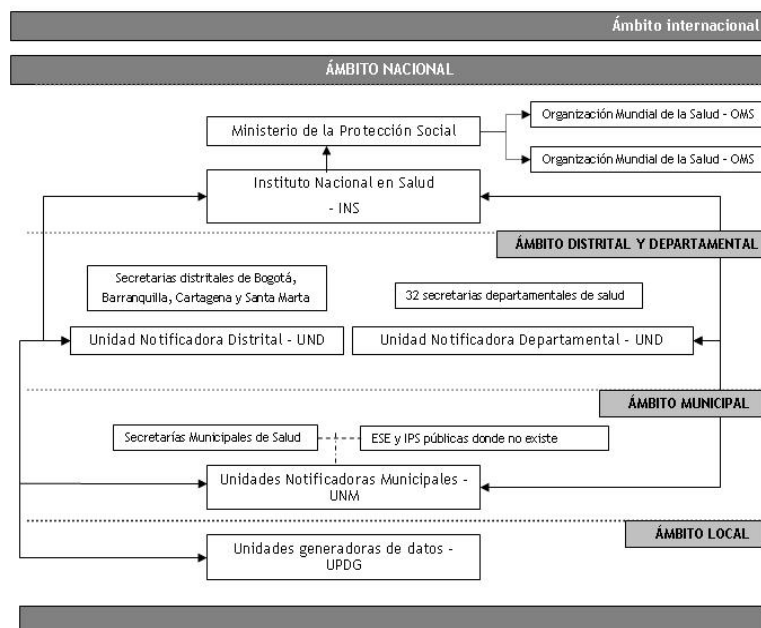 Ámbito internacional
ÁMBITO NACIONAL
Ministerio de la Protección Social
Organización Mundial de la Salud - OMS
Organización Mundial de la Salud - OMS
Instituto Nacional en Salud
- INS
ÁMBITO DISTRITAL Y DEPARTAMENTAL
Secretarias distritales de Bogotá,
Barranquilla, Cartagena y Santa Marta
32 secretarias departamentales de salud
Unidad Notificadora Distrital - UND
Unidad Notificadora Departamental - UND
ÁMBITO MUNICIPAL
Secretarías Municipales de Salud
ESE y IPS públicas donde no existe
Unidades Notificadoras Municipales -
UNM
ÁMBITO LOCAL
Unidades generadoras de datos -
UPDG